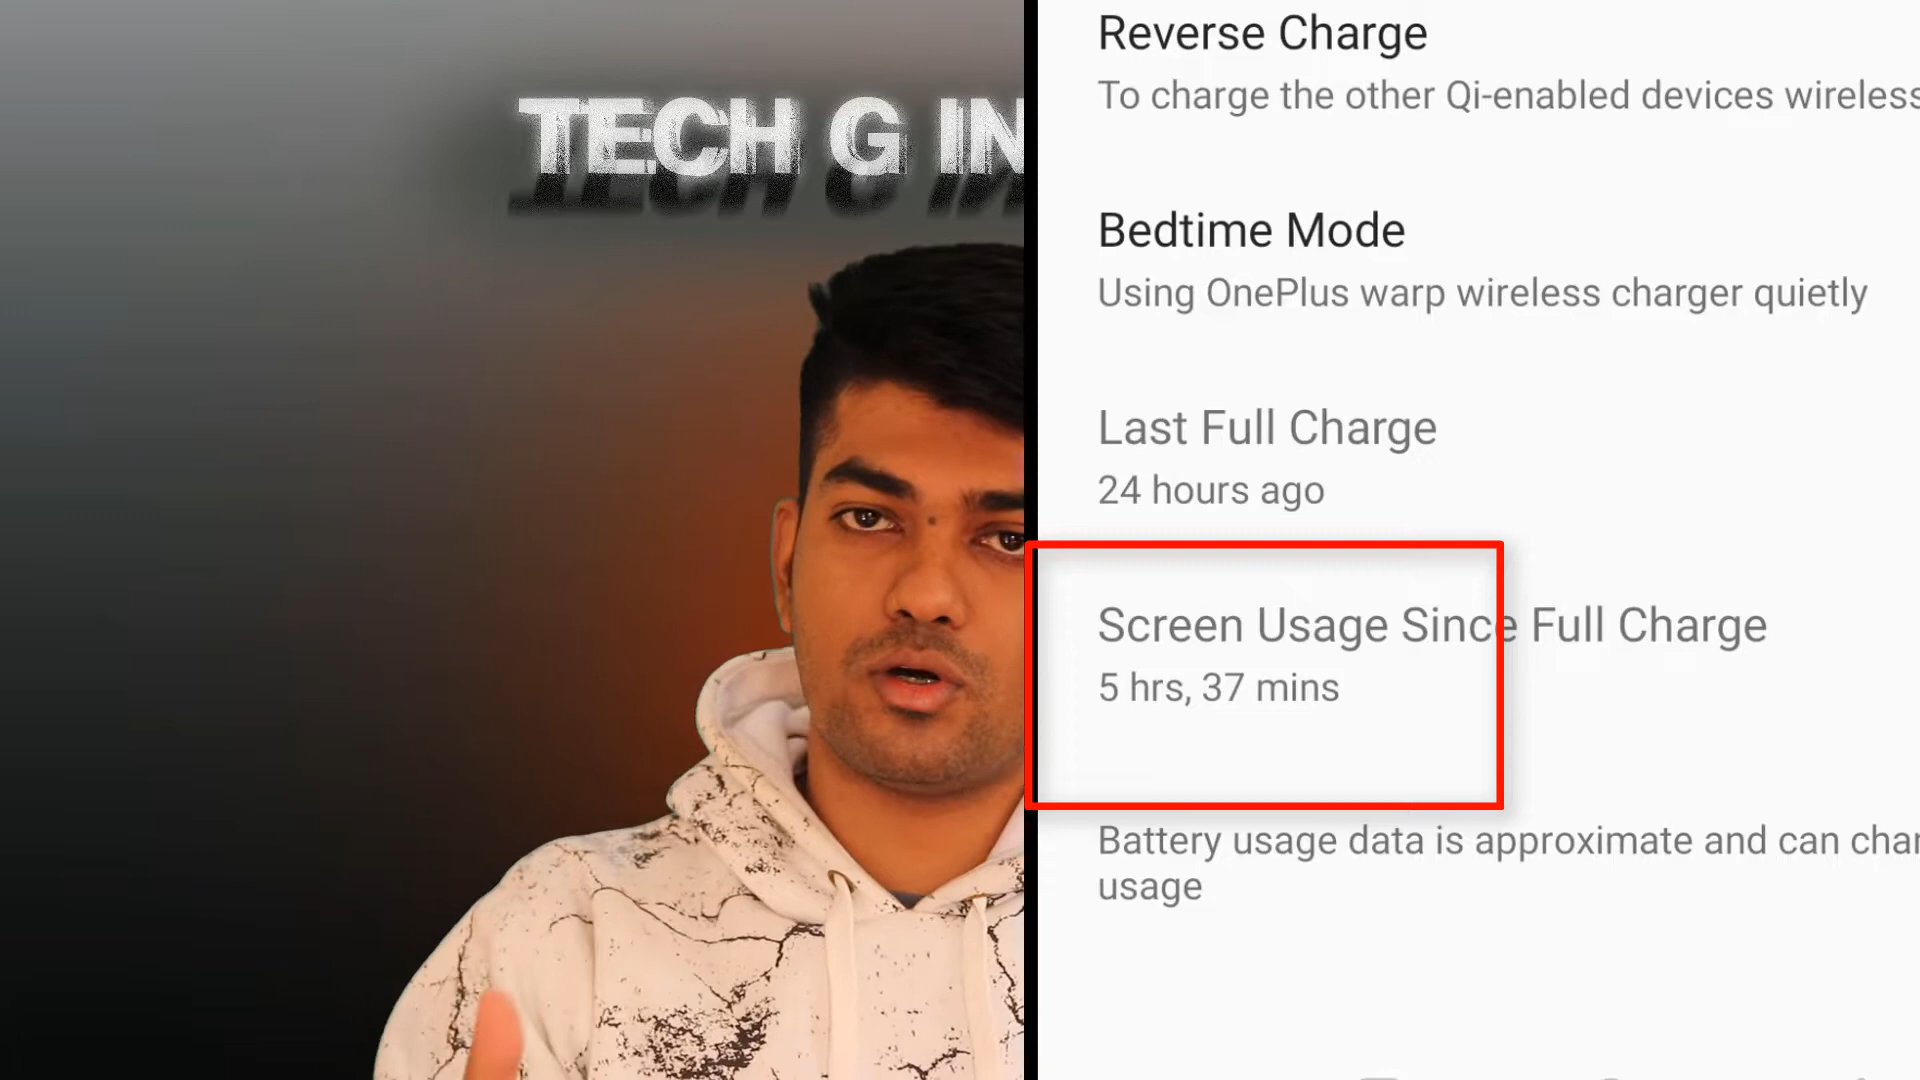 TECH G IN
Reverse Charge
To charge the other Qi-enabled devices wireless
Bedtime Mode
Using OnePlus warp wireless charger quietly
Last Full Charge
24 hours ago
Screen Usage Since Full Charge
5 hrs, 37 mins
Battery usage data is approximate and can char
usage